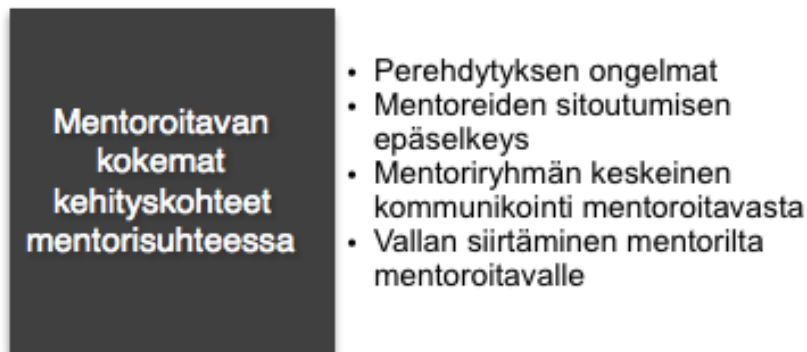 Mentoroitavan
kokemat
kehityskohteet
mentorisuhteessa
• Perehdytyksen ongelmat
• Mentoreiden sitoutumisen
epäselkeys
• Mentoriryhmän keskeinen
kommunikointi mentoroitavasta
• Vallan siirtäminen mentorilta
mentoroitavalle